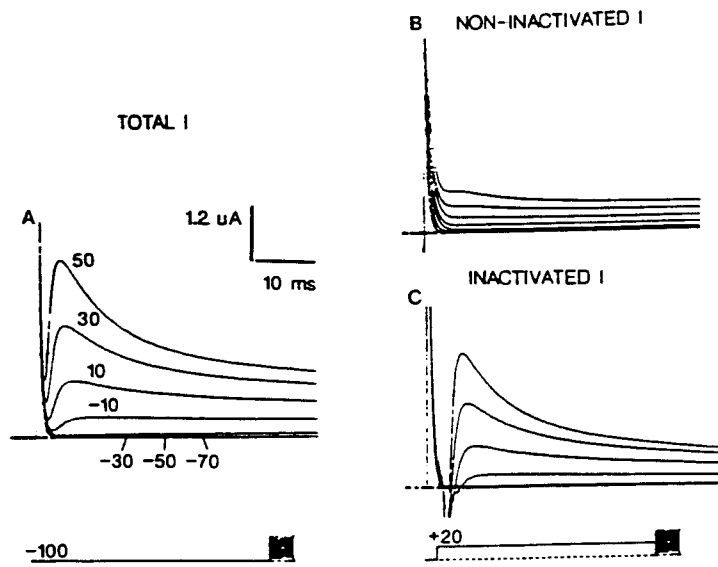 B NON-INACTIVATED I
TOTAL I
A
1.2 uA
10 ms
50
30
10
-10
-30 -50 -70
-100
C INACTIVATED I
+20